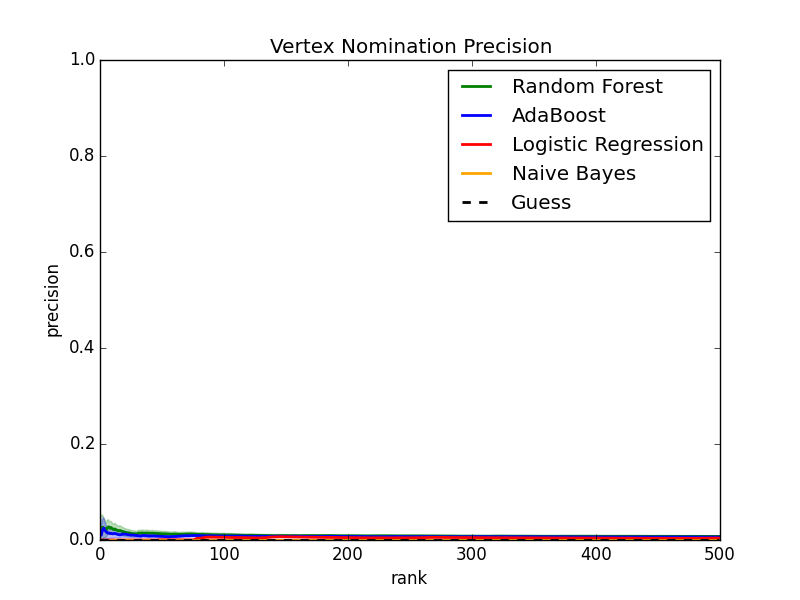 Vertex Nomination Precision
1.0
0.8
0.6
0.4
0.2
0.0
precision
Random Forest
AdaBoost
Logistic Regression
Naive Bayes
Guess
0 100 200 300 400 500
rank